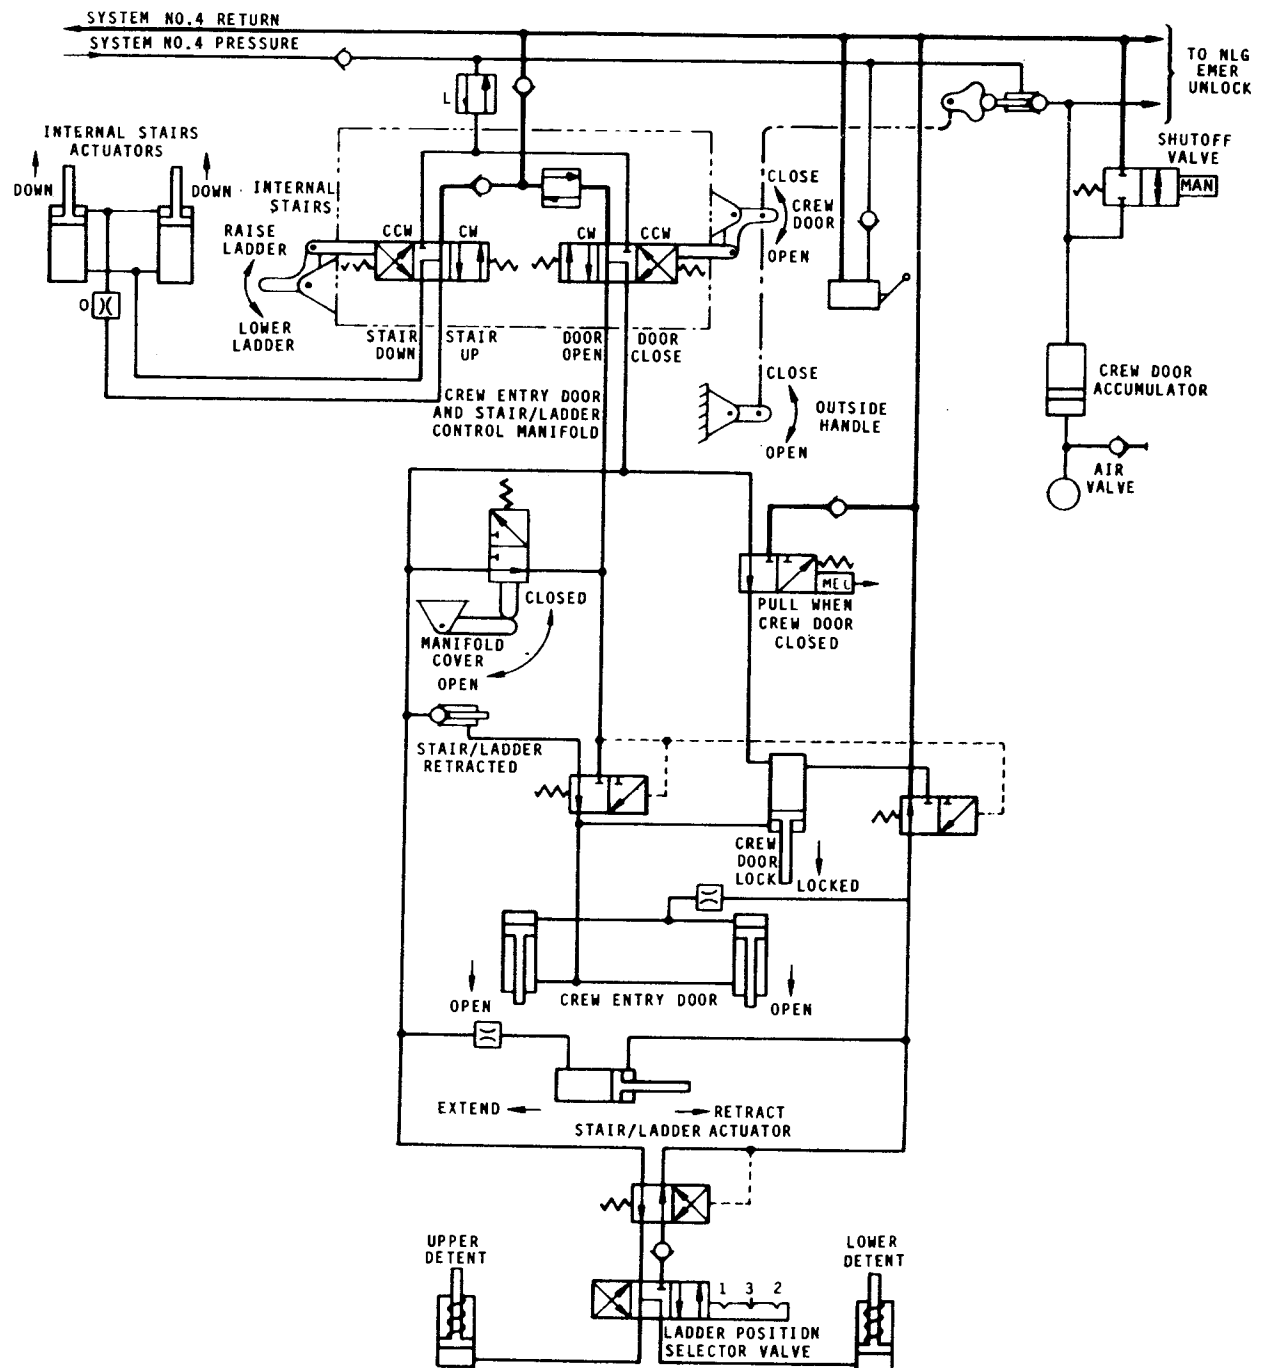 SYSTEM NO.4 RETURN
SYSTEM NO.4 PRESSURE
TO NLG
EMER
UNLOCK
L
INTERNAL STAIRS
ACTUATORS
DOWN
DOWN
SHUTOFF
VALVE
MAN
INTERNAL
STAIRS
CLOSE
CREW
DOOR
OPEN
RAISE
LADDER
CCW
CW
CW
CCW
O
LOWER
LADDER
STAIR
DOWN
STAIR
UP
DOOR
OPEN
DOOR
CLOSE
CREW ENTRY DOOR
AND STAIR/LADDER
CONTROL MANIFOLD
CLOSE
OUTSIDE
HANDLE
OPEN
CREW DOOR
ACCUMULATOR
AIR
VALVE
CLOSED
MANIFOLD
COVER
OPEN
PULL WHEN
CREW DOOR
CLOSED
STAIR/LADDER
RETRACTED
CREW
DOOR
LOCK
LOCKED
OPEN
CREW ENTRY DOOR
OPEN
EXTEND
RETRACT
STAIR/LADDER ACTUATOR
UPPER
DETENT
LOWER
DETENT
1 3 2
LADDER POSITION
SELECTOR VALVE